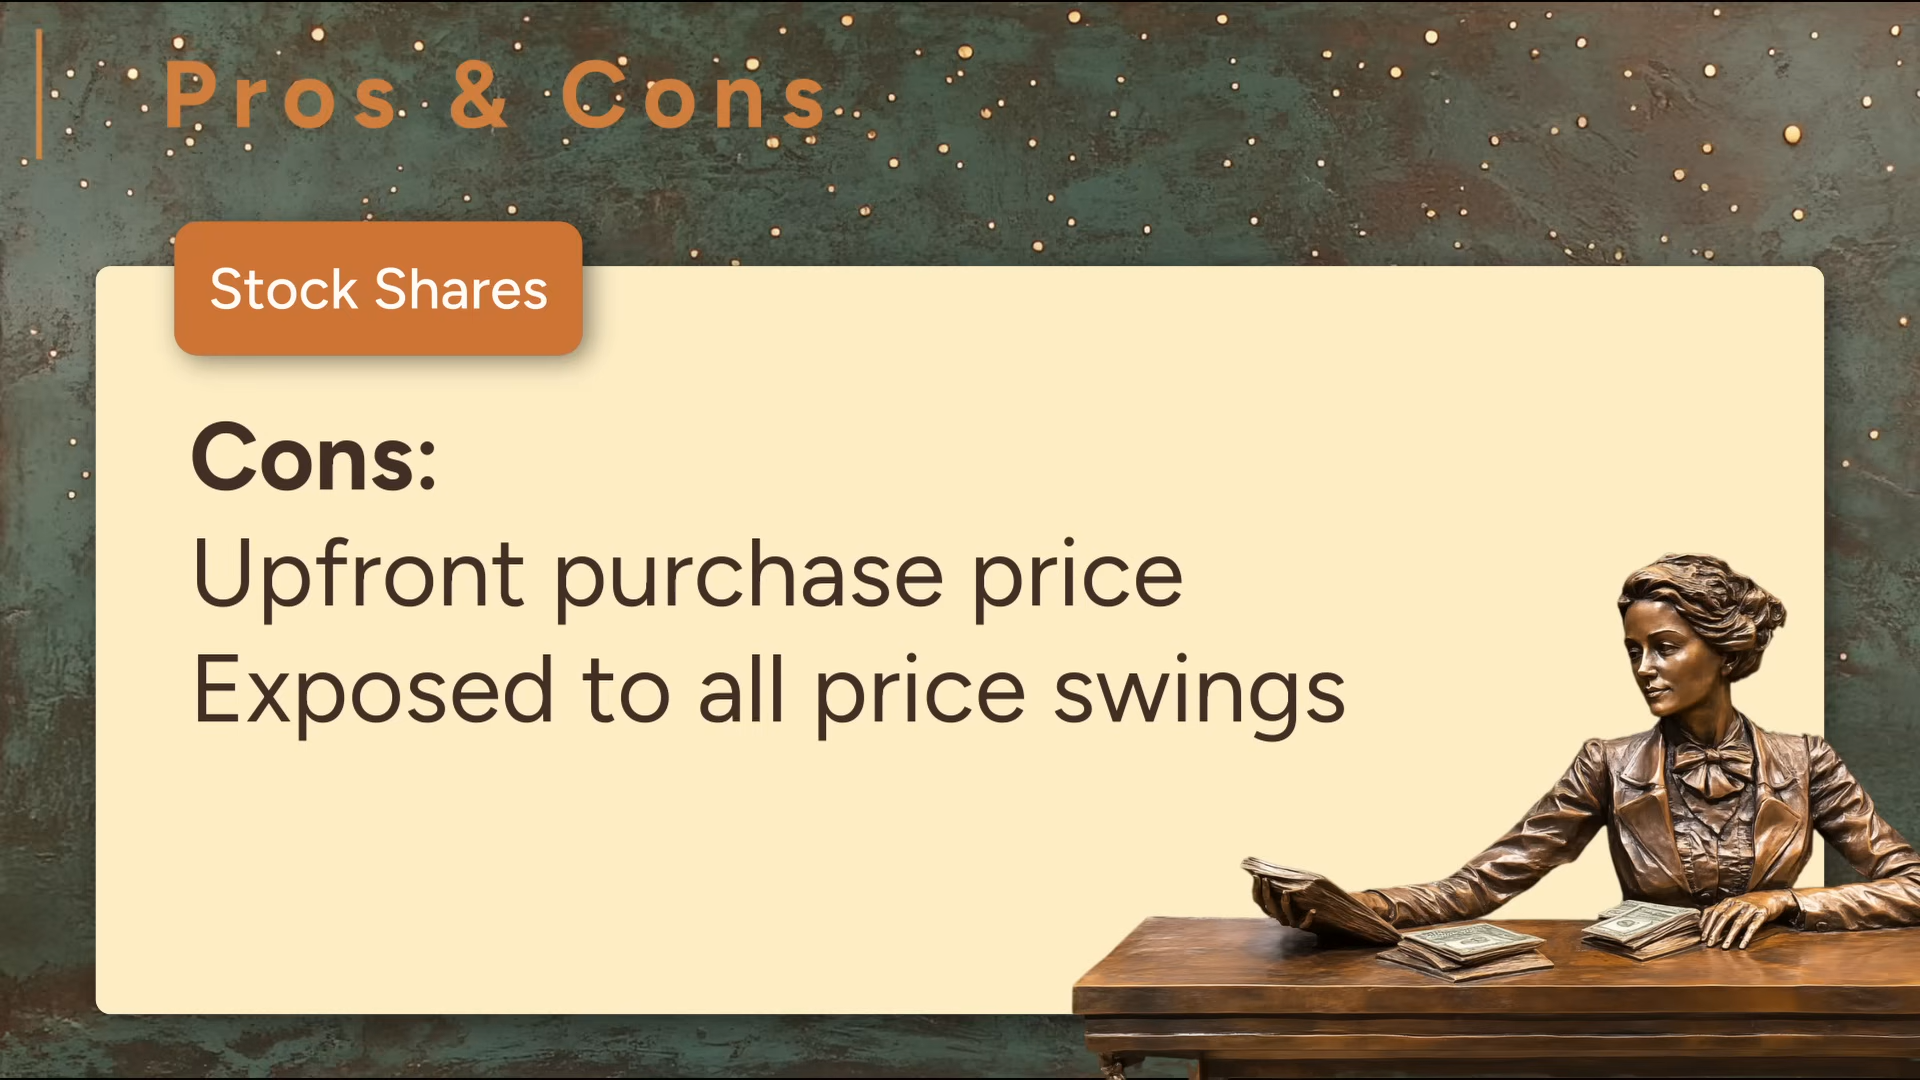 Pros & Cons
Stock Shares
Cons:
Upfront purchase price
Exposed to all price swings